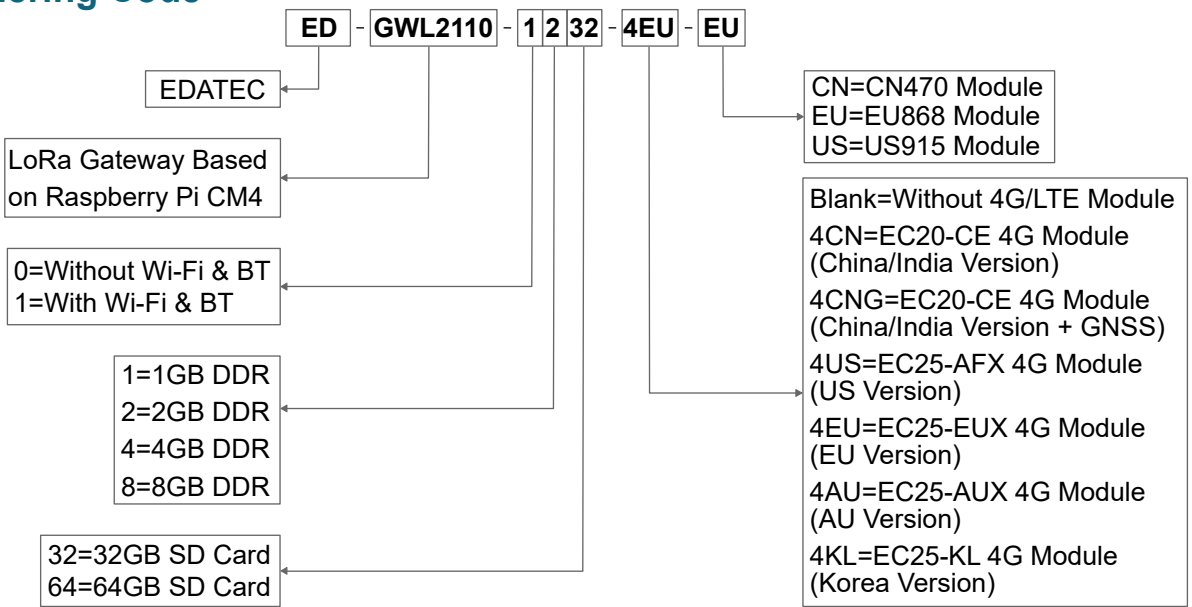 ED - GWL2110 - 1 2 32 - 4EU - EU
EDATEC
LoRa Gateway Based
on Raspberry Pi CM4
0=Without Wi-Fi & BT
1=With Wi-Fi & BT
1=1GB DDR
2=2GB DDR
4=4GB DDR
8=8GB DDR
32=32GB SD Card
64=64GB SD Card
CN=CN470 Module
EU=EU868 Module
US=US915 Module
Blank=Without 4G/LTE Module
4CN=EC20-CE 4G Module
(China/India Version)
4CNG=EC20-CE 4G Module
(China/India Version + GNSS)
4US=EC25-AFX 4G Module
(US Version)
4EU=EC25-EUX 4G Module
(EU Version)
4AU=EC25-AUX 4G Module
(AU Version)
4KL=EC25-KL 4G Module
(Korea Version)